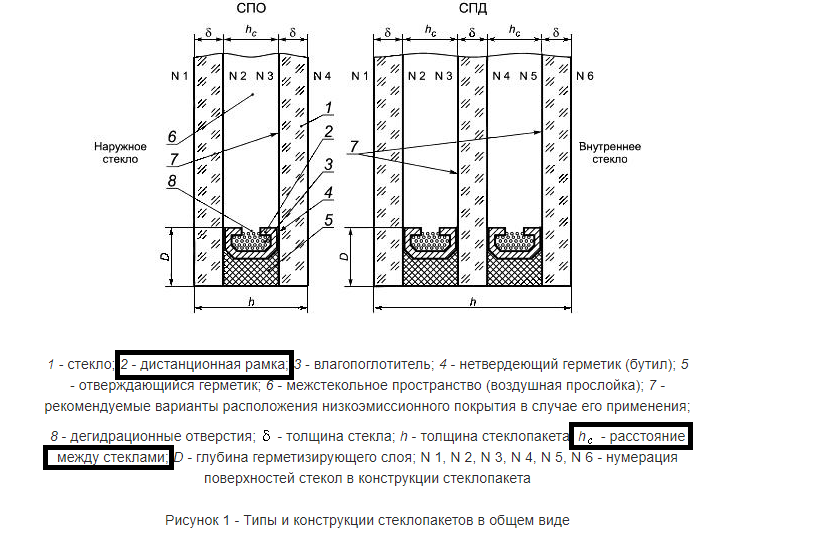 СПО СПД
δ hс δ δ hс δ hс δ
N 1 N 2 N 3 N 4 N 1 N 2 N 3 N 4 N 5 N 6
1
2
6
Наружное стекло
7
7
Внутреннее стекло
3
8
4
5
D
D
h
h
1 - стекло; 2 - дистанционная рамка; 3 - влагопоглотитель; 4 - нетвердеющий герметик (бутил); 5
- отверждающийся герметик; 6 - межстекольное пространство (воздушная прослойка); 7 -
рекомендуемые варианты расположения низкоэмиссионного покрытия в случае его применения;
8 - дегидрационные отверстия; δ - толщина стекла; h - толщина стеклопакета hс - расстояние
между стеклами; D - глубина герметизирующего слоя; N 1, N 2, N 3, N 4, N 5, N 6 - нумерация
поверхностей стекол в конструкции стеклопакета
Рисунок 1 - Типы и конструкции стеклопакетов в общем виде